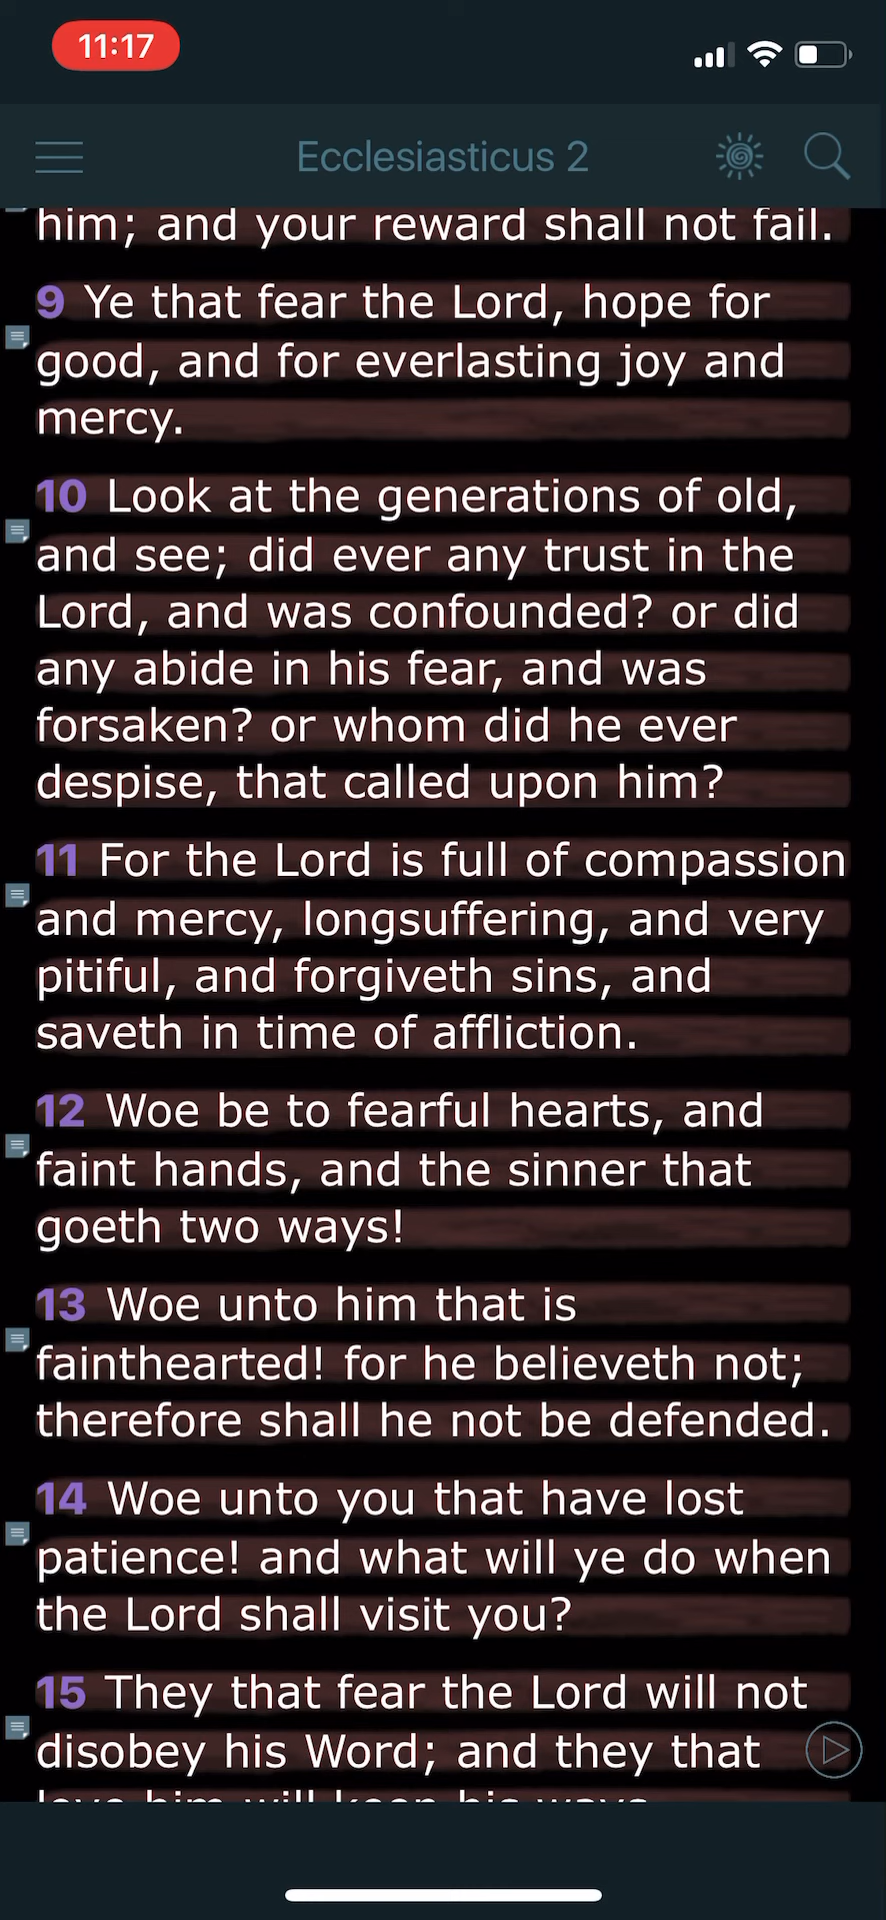 11:17
Ecclesiasticus 2
him; and your reward shall not fail.
9 Ye that fear the Lord, hope for
good, and for everlasting joy and
mercy.
10 Look at the generations of old,
and see; did ever any trust in the
Lord, and was confounded? or did
any abide in his fear, and was
forsaken? or whom did he ever
despise, that called upon him?
11 For the Lord is full of compassion
and mercy, longsuffering, and very
pitiful, and forgiveth sins, and
saveth in time of affliction.
12 Woe be to fearful hearts, and
faint hands, and the sinner that
goeth two ways!
13 Woe unto him that is
fainthearted! for he believeth not;
therefore shall he not be defended.
14 Woe unto you that have lost
patience! and what will ye do when
the Lord shall visit you?
15 They that fear the Lord will not
disobey his Word; and they that
love him will keep his ways